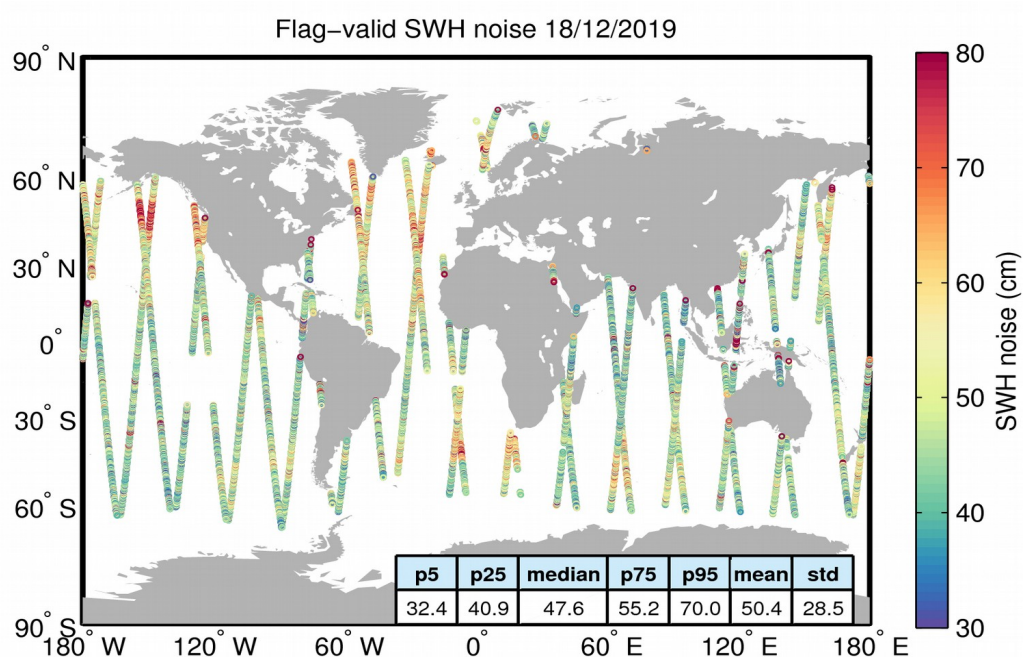 Flag−valid SWH noise 18/12/2019
90° N
60° N
30° N
0°
30° S
60° S
90° S
180° W
120° W
60° W
0°
60° E
120° E
180° E
80
70
60
50
40
30
SWH noise (cm)
p5 p25 median p75 p95 mean std
32.4 40.9 47.6 55.2 70.0 50.4 28.5